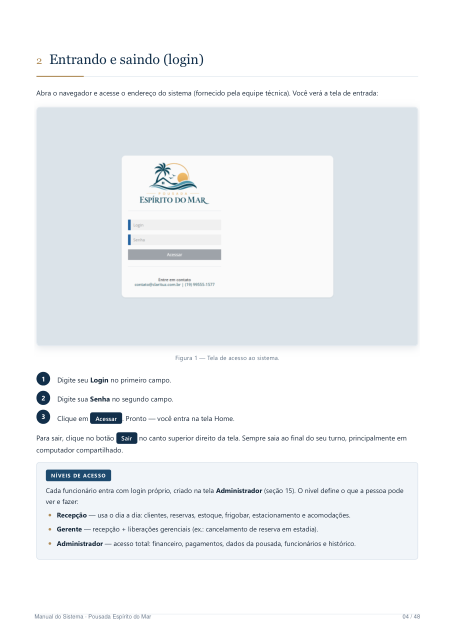 2 Entrando e saindo (login)
Abra o navegador e acesse o endereço do sistema (fornecido pela equipe técnica). Você verá a tela de entrada:
ESPÍRITO DO MAR
Login
Senha
Acessar
Entre em contato
Figura 1 — Tela de acesso ao sistema.
1 Digite seu Login no primeiro campo.
2 Digite sua Senha no segundo campo.
3 Clique em Acessar. Pronto — você entra na tela Home.
Para sair, clique no botão Sair no canto superior direito da tela. Sempre saia ao final do seu turno, principalmente em
computador compartilhado.
NÍVEIS DE ACESSO
Cada funcionário entra com login próprio, criado na tela Administrador (seção 15). O nível define o que a pessoa pode
ver e fazer:
• Recepção — usa o dia a dia: clientes, reservas, estoque, frigobar, estacionamento e acomodações.
• Gerente — recepção + liberações gerenciais (ex.: cancelamento de reserva em estadia).
• Administrador — acesso total: financeiro, pagamentos, dados da pousada, funcionários e histórico.
Manual do Sistema · Pousada Espírito do Mar
04 / 48